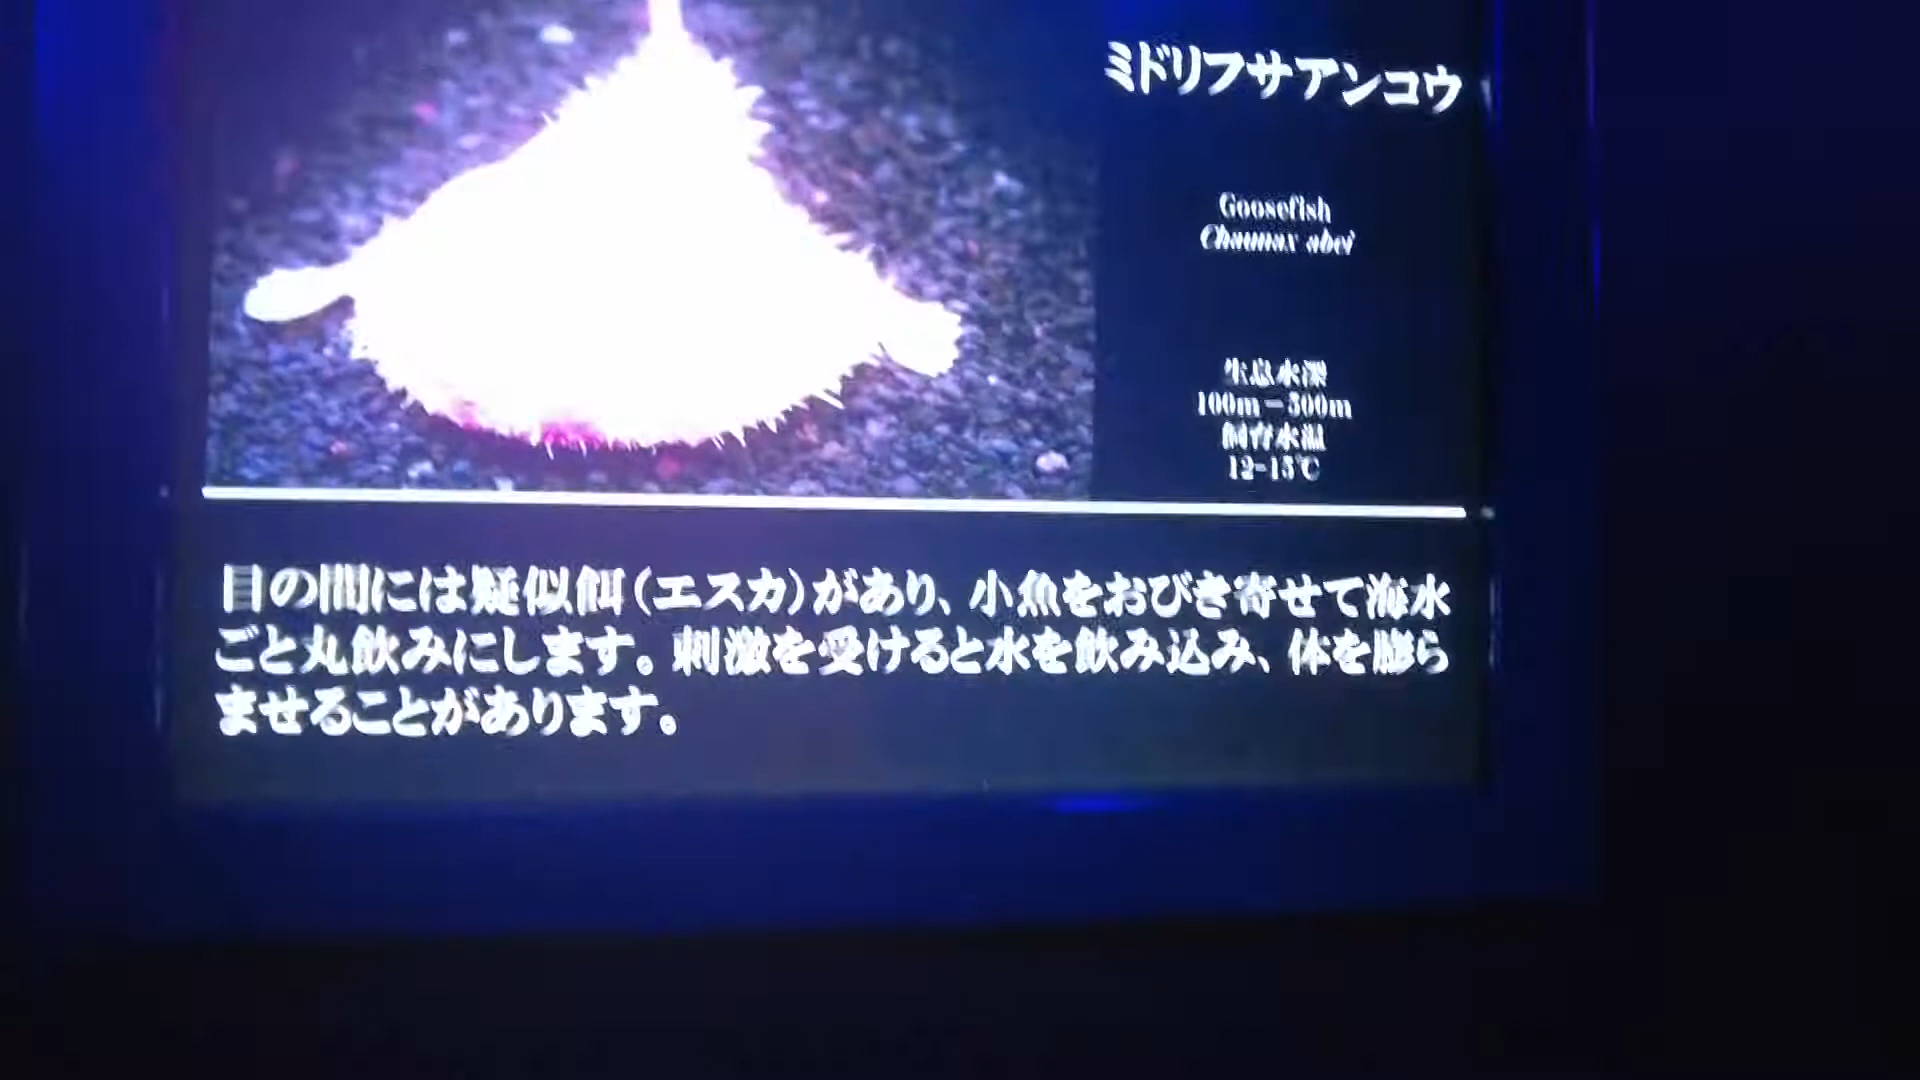 ミドリフサアンコウ
Goosefish
Chaunax abei
生息水深
100m－500m
飼育水温
12-15℃
目の間には疑似餌（エスカ）があり、小魚をおびき寄せて海水
ごと丸飲みにします。刺激を受けると水を飲み込み、体を膨ら
ませることがあります。